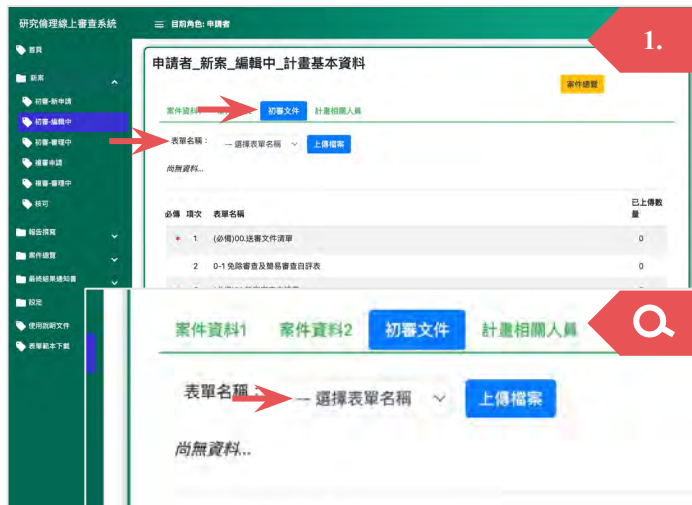 研究倫理線上審查系統
目前角色: 申請者
1.
首頁
新案
初審-新申請
初審-編輯中
初審-審理中
複審申請
複審-審理中
核可
報告撰寫
案件總覽
最終結果通知書
設定
使用說明文件
表單範本下載
申請者_新案_編輯中_計畫基本資料
案件總覽
案件資料1
初審文件
計畫相關人員
表單名稱：
--- 選擇表單名稱
上傳檔案
尚無資料...
必傳 項次 表單名稱 已上傳數量
* 1 (必備)00.送審文件清單 0
2 0-1 免除審查及簡易審查自評表 0
案件資料1 案件資料2 初審文件 計畫相關人員
表單名稱：
--- 選擇表單名稱
上傳檔案
尚無資料...